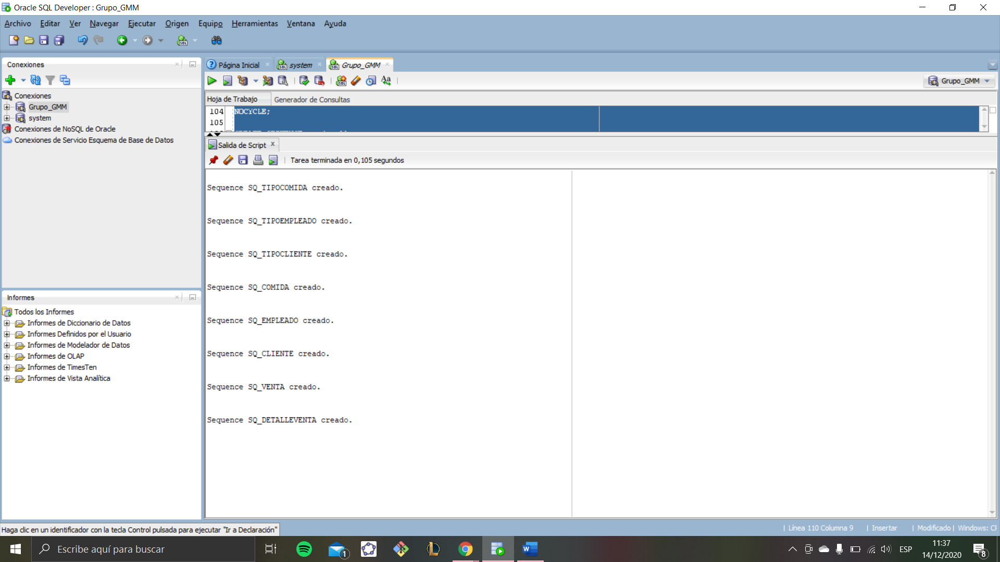 Oracle SQL Developer : Grupo_GMM
Archivo Editar Ver Navegar Ejecutar Origen Equipo Herramientas Ventana Ayuda
Conexiones
Página Inicial
system
Grupo_GMM
Grupo_GMM
Conexiones
Grupo_GMM
system
Conexiones de NoSQL de Oracle
Conexiones de Servicio Esquema de Base de Datos
Hoja de Trabajo
Generador de Consultas
104 NOCYCLE;
105
Salida de Script
Tarea terminada en 0,105 segundos
Sequence SQ_TIPOCOMIDA creado.
Sequence SQ_TIPOEMPLEADO creado.
Sequence SQ_TIPOCLIENTE creado.
Sequence SQ_COMIDA creado.
Sequence SQ_EMPLEADO creado.
Sequence SQ_CLIENTE creado.
Sequence SQ_VENTA creado.
Sequence SQ_DETALLEVENTA creado.
Informes
Todos los Informes
Informes de Diccionario de Datos
Informes Definidos por el Usuario
Informes de Modelador de Datos
Informes de OLAP
Informes de TimesTen
Informes de Vista Analítica
Haga clic en un identificador con la tecla Control pulsada para ejecutar "Ir a Declaración"
| Línea 110 Columna 9 | Insertar | Modificado | Windows:
Escribe aquí para buscar
1
ESP
11:37
14/12/2020
8